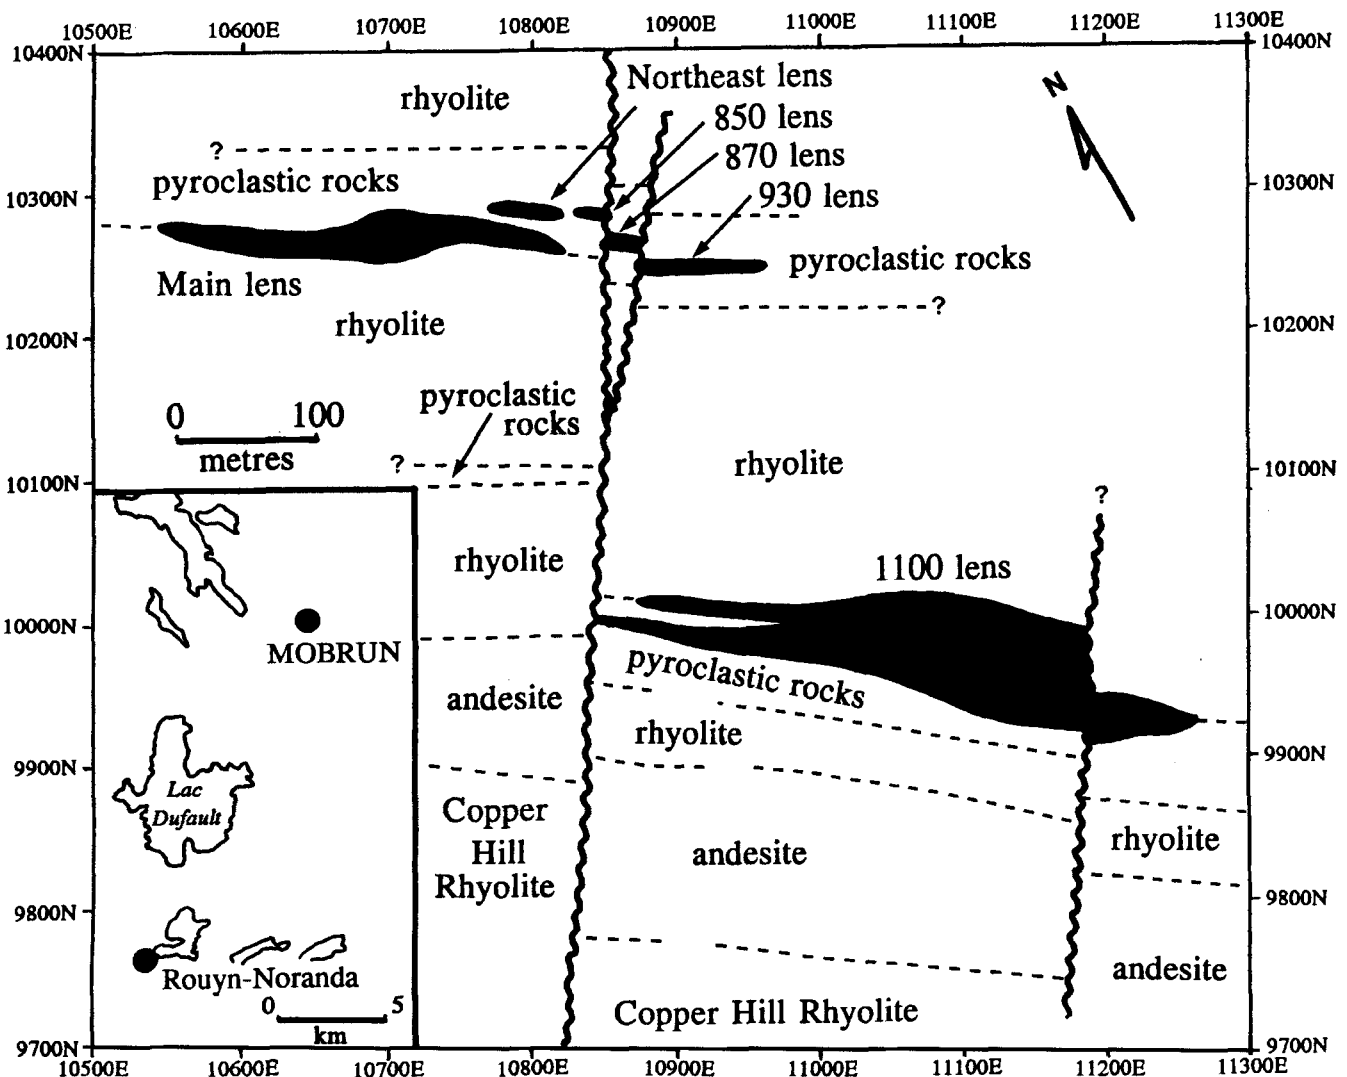 10500E 10600E 10700E 10800E 10900E 11000E 11100E 11200E 11300E
10400N 10400N
N
Northeast lens
rhyolite
850 lens
?
870 lens
pyroclastic rocks
10300N 10300N
930 lens
pyroclastic rocks
Main lens
?
rhyolite
10200N 10200N
pyroclastic
rocks
0 100
metres
?
rhyolite
10100N 10100N
?
rhyolite
1100 lens
10000N 10000N
MOBRUN
pyroclastic rocks
andesite
rhyolite
9900N 9900N
Lac
Dufault
Copper
Hill
Rhyolite
andesite
rhyolite
9800N 9800N
Rouyn-Noranda
andesite
0 5
km
Copper Hill Rhyolite
9700N 9700N
10500E 10600E 10700E 10800E 10900E 11000E 11100E 11200E 11300E